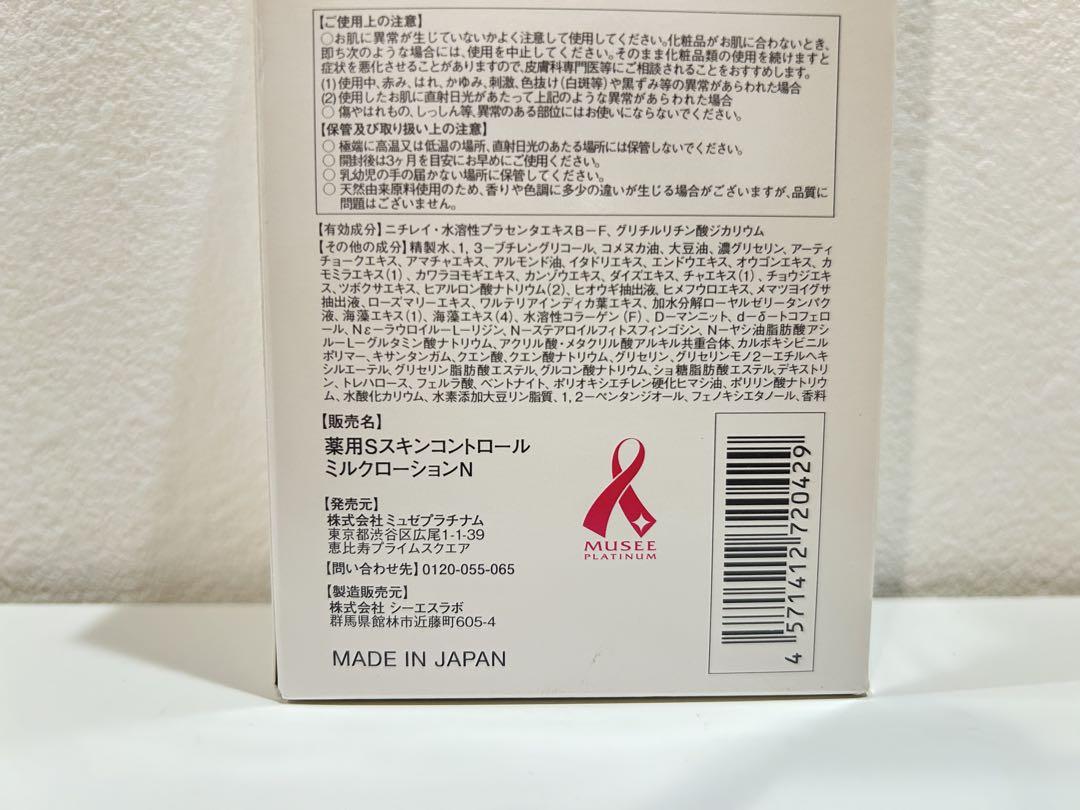 【ご使用上の注意】
○お肌に異常が生じていないかよく注意して使用してください。化粧品がお肌に合わないとき、
即ち次のような場合には、使用を中止してください。そのまま化粧品類の使用を続けますと
症状を悪化させることがありますので、皮膚科専門医等にご相談されることをおすすめします。
(1)使用中、赤み、はれ、かゆみ、刺激、色抜け(白斑等)や黒ずみ等の異常があらわれた場合
(2)使用したお肌に直射日光があたって上記のような異常があらわれた場合
○ 傷やはれもの、しっしん等、異常のある部位にはお使いにならないでください。
【保管及び取り扱い上の注意】
○ 極端に高温又は低温の場所、直射日光のあたる場所には保管しないでください。
○ 開封後は3ヶ月を目安にお早めにご使用ください。
○ 乳幼児の手の届かない場所に保管してください。
○ 天然由来原料使用のため、香りや色調に多少の違いが生じる場合がございますが、品質に
問題はございません。
【有効成分】ニチレイ・水溶性プラセンタエキスB-F、グリチルリチン酸ジカリウム
【その他の成分】精製水、1,3-ブチレングリコール、コメヌカ油、大豆油、濃グリセリン、アーティ
チョークエキス、アマチャエキス、アルモンド油、イタドリエキス、エンドウエキス、オウゴンエキス、カ
モミラエキス(1)、カワラヨモギエキス、カンゾウエキス、ダイズエキス、チャエキス(1)、チョウジエキ
ス、ツボクサエキス、ヒアルロン酸ナトリウム(2)、ヒオウギ抽出液、ヒメフウロエキス、メマツヨイグサ
抽出液、ローズマリーエキス、ワルテリアインディカ葉エキス、加水分解ローヤルゼリータンパク
液、海藻エキス(1)、海藻エキス(4)、水溶性コラーゲン(F)、D-マンニット、d-δ-トコフェロ
ール、Nε-ラウロイル-L-リジン、N-ステアロイルフィトスフィンゴシン、N-ヤシ油脂肪酸アシ
ル-L-グルタミン酸ナトリウム、アクリル酸・メタクリル酸アルキル共重合体、カルボキシビニル
ポリマー、キサンタンガム、クエン酸、クエン酸ナトリウム、グリセリン、グリセリンモノ2-エチルヘキ
シルエーテル、グリセリン脂肪酸エステル、グルコン酸ナトリウム、ショ糖脂肪酸エステル、デキストリ
ン、トレハロース、フェルラ酸、ベントナイト、ポリオキシエチレン硬化ヒマシ油、ポリリン酸ナトリウ
ム、水酸化カリウム、水素添加大豆リン脂質、1,2-ペンタンジオール、フェノキシエタノール、香料
【販売名】
薬用Sスキンコントロール
ミルクローションN
【発売元】
株式会社ミュゼプラチナム
東京都渋谷区広尾1-1-39
恵比寿プライムスクエア
【問い合わせ先】0120-055-065
【製造販売元】
株式会社 シーエスラボ
群馬県館林市近藤町605-4
MADE IN JAPAN
MUSEE
PLATINUM
4 571412 720429